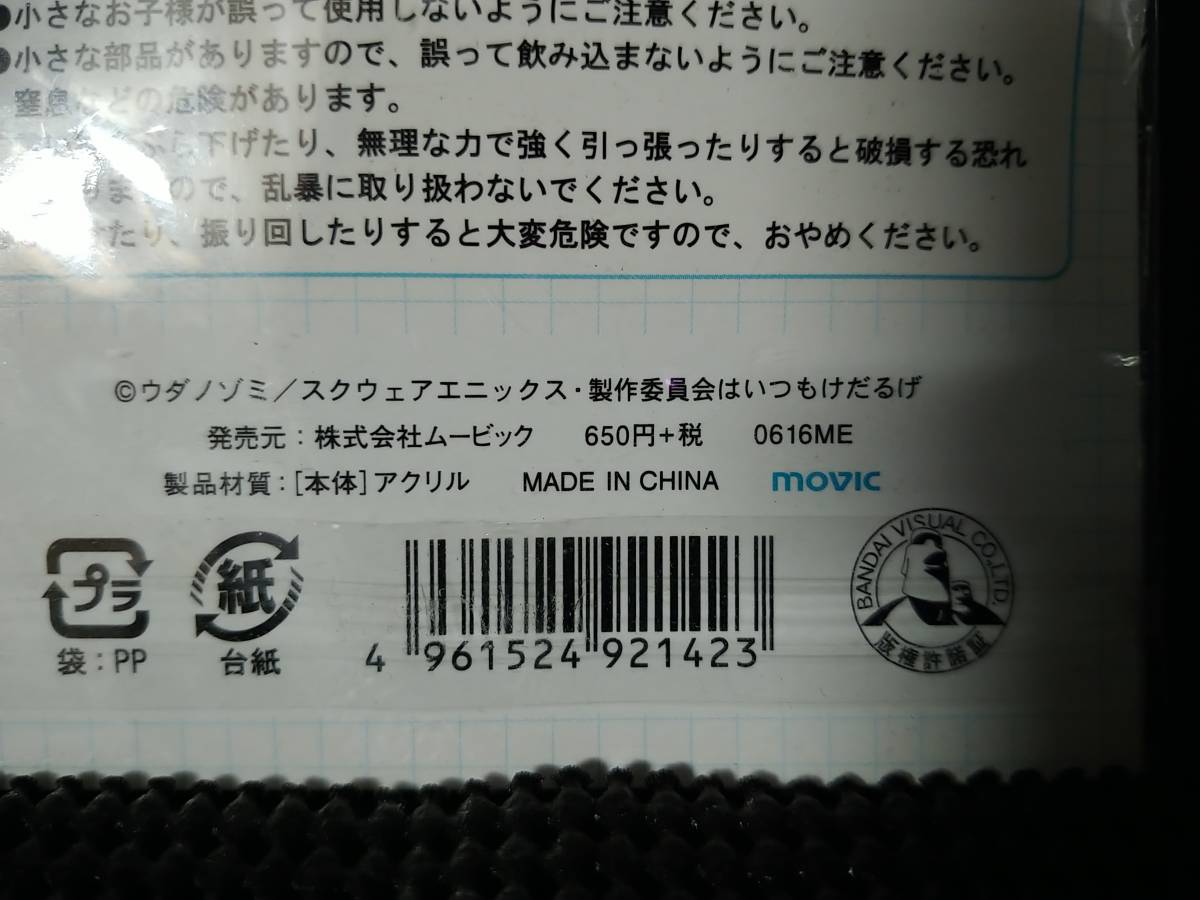 ●小さなお子様が誤って使用しないようにご注意ください。
●小さな部品がありますので、誤って飲み込まないようにご注意ください。
窒息などの危険があります。
下げたり、無理な力で強く引っ張ったりすると破損する恐れ
ますので、乱暴に取り扱わないでください。
たり、振り回したりすると大変危険ですので、おやめください。
©ウダノゾミ/スクウェアエニックス・製作委員会はいつもけだるげ
発売元：株式会社ムービック 650円+税 0616ME
製品材質：[本体]アクリル MADE IN CHINA movic
プラ
袋：PP
紙
台紙
4 961524 921423
BANDAI VISUAL CO.,LTD.
版権許諾証